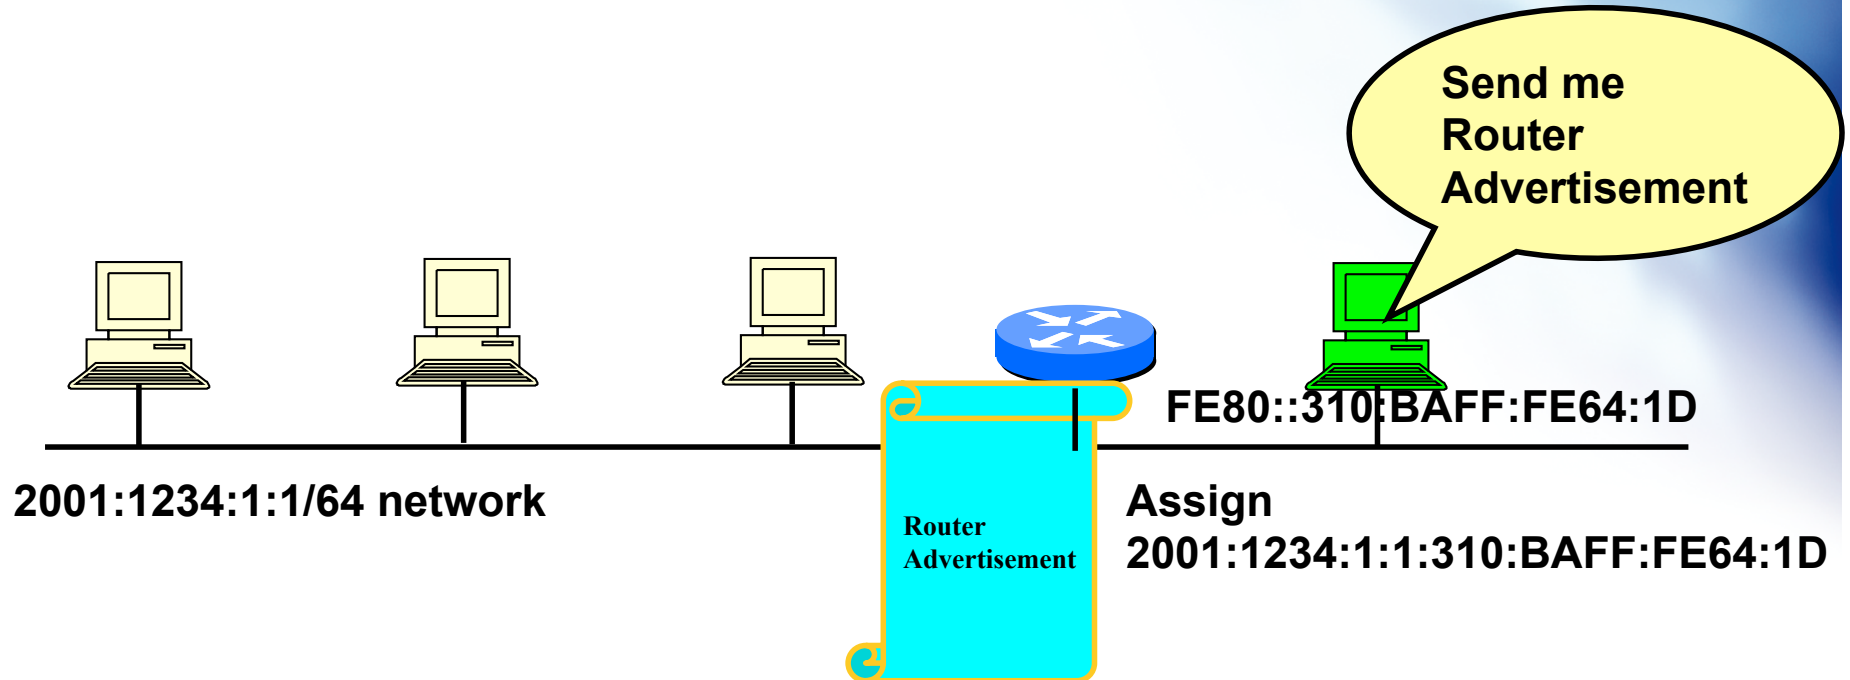 Send me
Router
Advertisement
FE80::310:BAFF:FE64:1D
2001:1234:1:1/64 network
Router
Advertisement
Assign
2001:1234:1:1:310:BAFF:FE64:1D